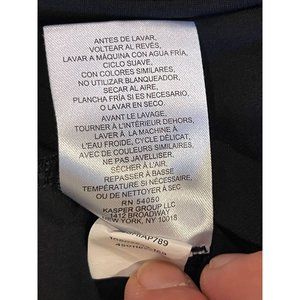 ANTES DE LAVAR.
VOLTEAR AL REVÉS,
LAVAR A MÁQUINA CON AGUA FRÍA,
CICLO SUAVE,
CON COLORES SIMILARES,
NO UTILIZAR BLANQUEADOR,
SECAR AL AIRE,
PLANCHA FRÍA SI ES NECESARIO,
O LAVAR EN SECO.
AVANT LE LAVAGE,
TOURNER À L'INTÉRIEUR DEHORS,
LAVER À LA MACHINE À
L'EAU FROIDE, CYCLE DÉLICAT,
AVEC DE COULEURS SIMILAIRES,
NE PAS JAVELLISER,
SÉCHER À L'AIR,
REPASSER À BASSE
TEMPÉRATURE SI NÉCESSAIRE,
OU DE NETTOYER À SEC
RN 54050
KASPER GROUP LLC
1412 BROADWAY
NEW YORK, NY 10018
AP789